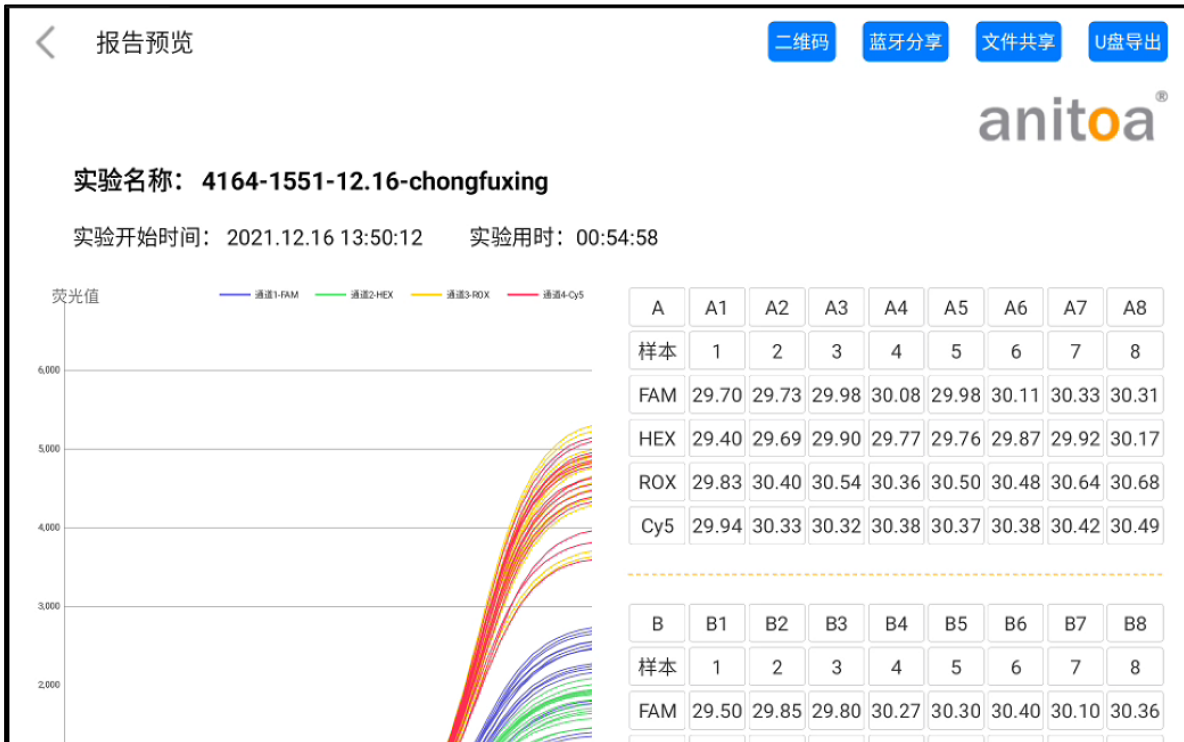 报告预览 二维码 蓝牙分享 文件共享 U盘导出
anitoa®
实验名称： 4164-1551-12.16-chongfuxing
实验开始时间： 2021.12.16 13:50:12 实验用时：00:54:58
荧光值 通道1-FAM 通道2-HEX 通道3-ROX 通道4-Cy5
6,000
5,000
4,000
3,000
2,000
A A1 A2 A3 A4 A5 A6 A7 A8
样本 1 2 3 4 5 6 7 8
FAM 29.70 29.73 29.98 30.08 29.98 30.11 30.33 30.31
HEX 29.40 29.69 29.90 29.77 29.76 29.87 29.92 30.17
ROX 29.83 30.40 30.54 30.36 30.50 30.48 30.64 30.68
Cy5 29.94 30.33 30.32 30.38 30.37 30.38 30.42 30.49
B B1 B2 B3 B4 B5 B6 B7 B8
样本 1 2 3 4 5 6 7 8
FAM 29.50 29.85 29.80 30.27 30.30 30.40 30.10 30.36